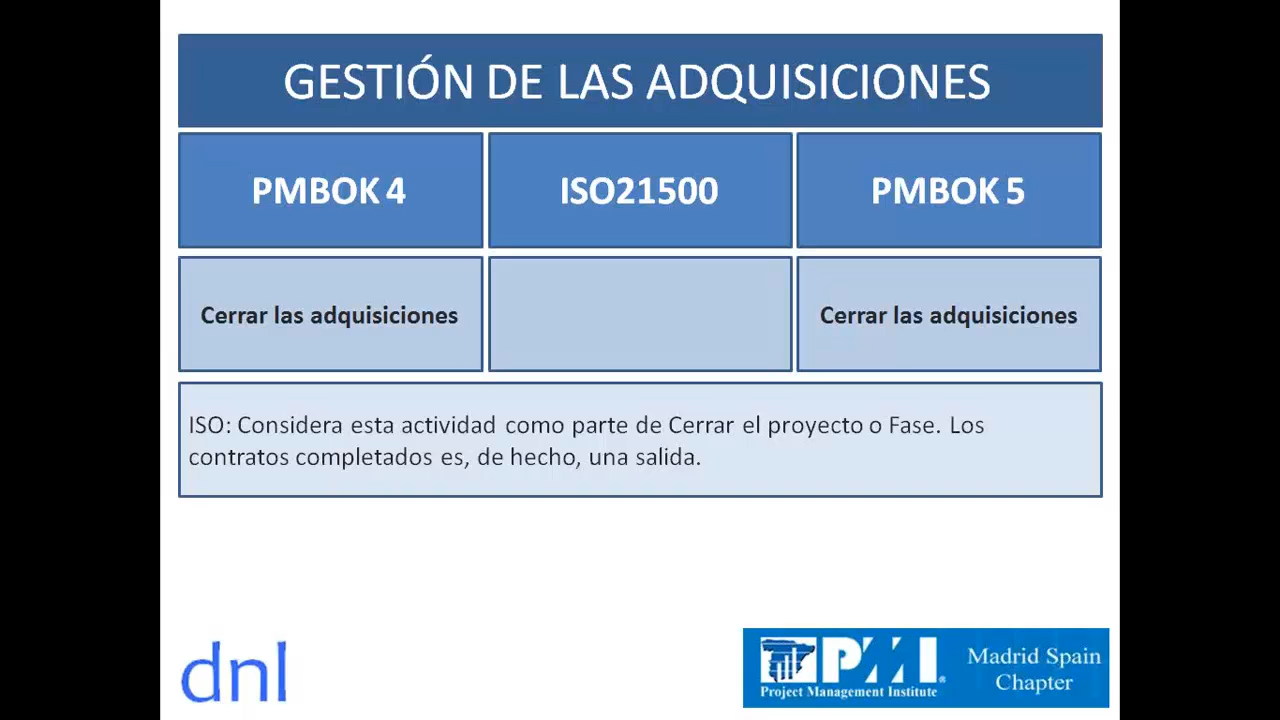 GESTIÓN DE LAS ADQUISICIONES
PMBOK 4
ISO21500
PMBOK 5
Cerrar las adquisiciones
Cerrar las adquisiciones
ISO: Considera esta actividad como parte de Cerrar el proyecto o Fase. Los
contratos completados es, de hecho, una salida.
dnl
PMI®
Project Management Institute
Madrid Spain
Chapter